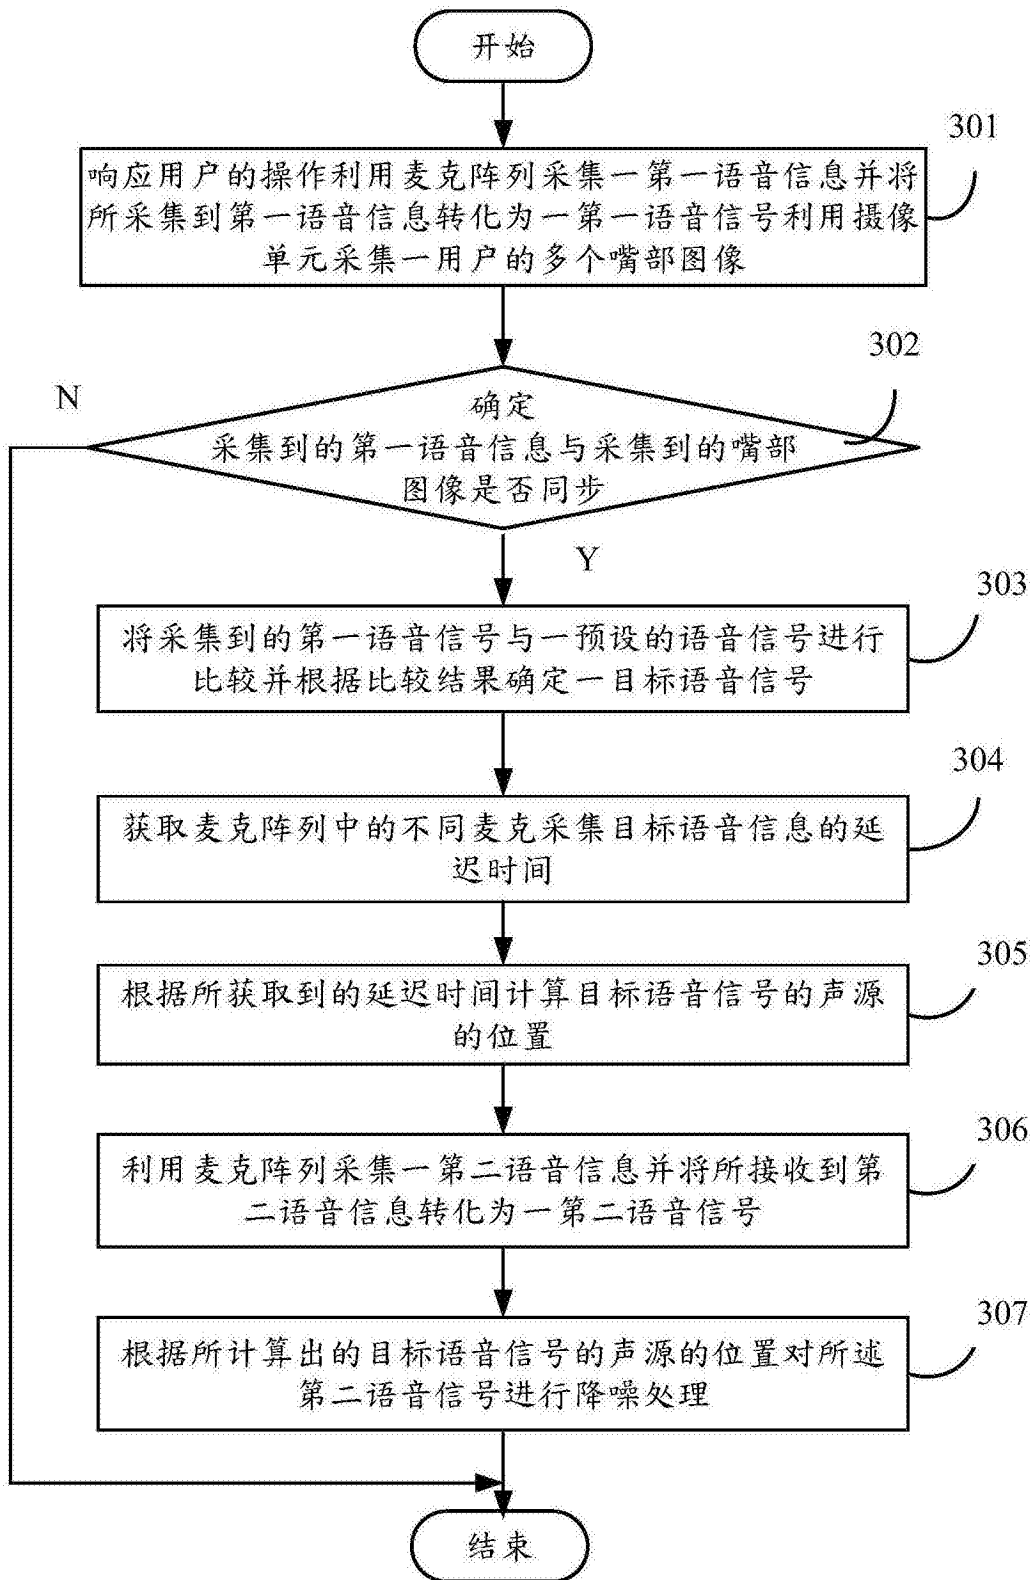 开始
301
响应用户的操作利用麦克阵列采集一第一语音信息并将
所采集到第一语音信息转化为一第一语音信号利用摄像
单元采集一用户的多个嘴部图像
302
N
确定
采集到的第一语音信息与采集到的嘴部
图像是否同步
Y
303
将采集到的第一语音信号与一预设的语音信号进行
比较并根据比较结果确定一目标语音信号
304
获取麦克阵列中的不同麦克采集目标语音信息的延
迟时间
305
根据所获取到的延迟时间计算目标语音信号的声源
的位置
306
利用麦克阵列采集一第二语音信息并将所接收到第
二语音信息转化为一第二语音信号
307
根据所计算出的目标语音信号的声源的位置对所述
第二语音信号进行降噪处理
结束